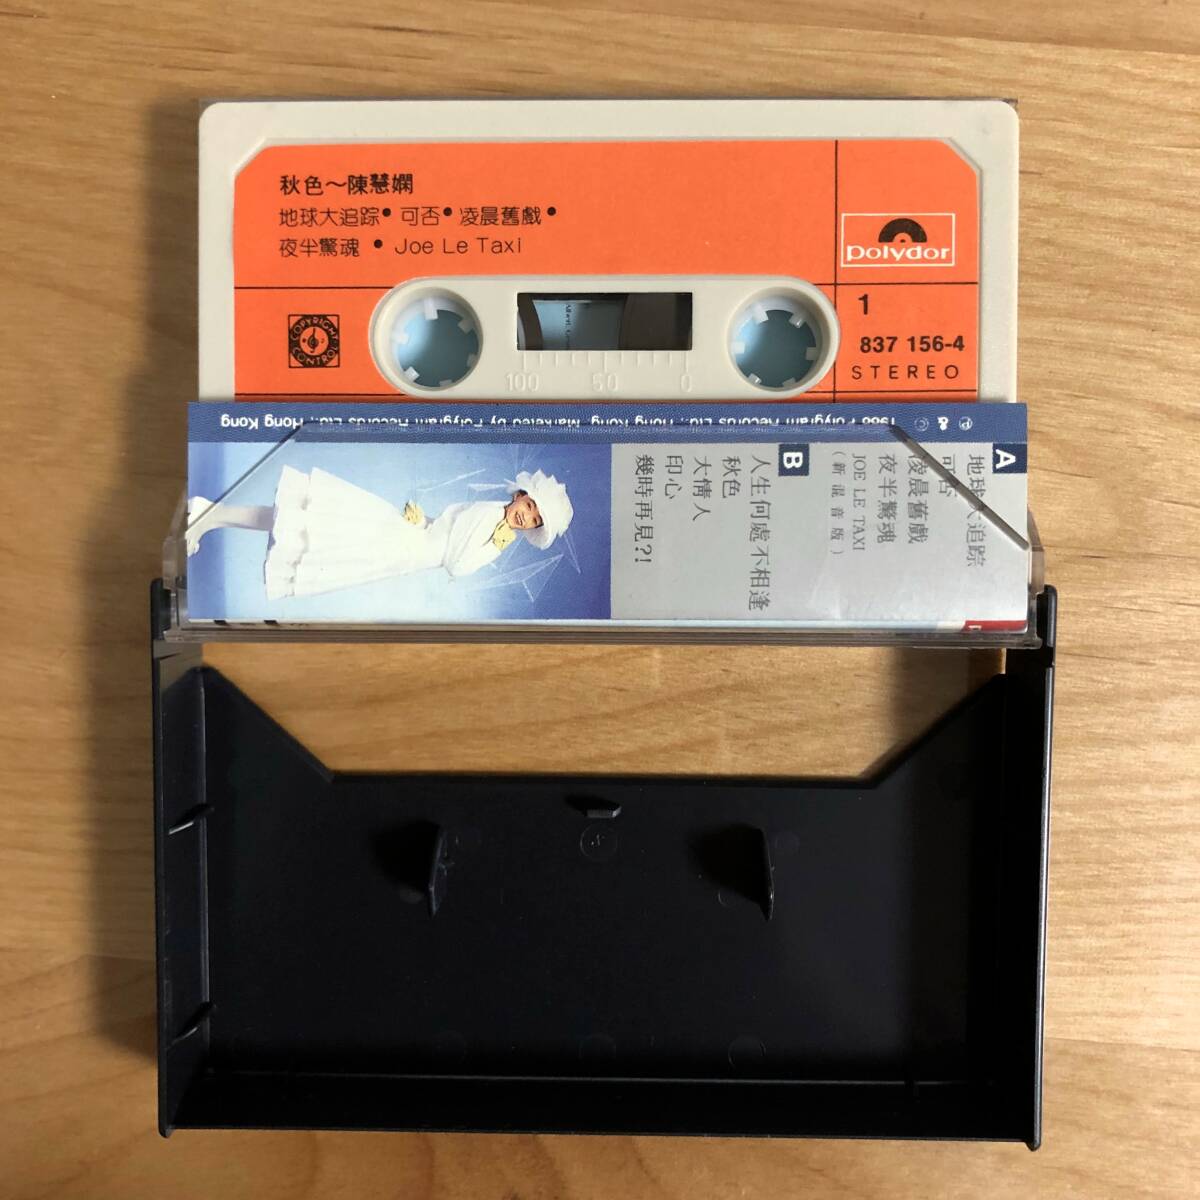 秋色～陳慧嫻
地球大追踪•可否•凌晨舊戲•
夜半驚魂 • Joe Le Taxi
polydor
1
837 156-4
STEREO
COPYRIGHT
CONTROL
100 50 0
1988 Polygram Records Ltd., Hong Kong. Marketed by Polygram Records Ltd., Hong Kong
A
地球大追踪
可否
凌晨舊戲
夜半驚魂
JOE LE TAXI
(新混音版)
B
人生何處不相逢
秋色
大情人
印心
幾時再見?!